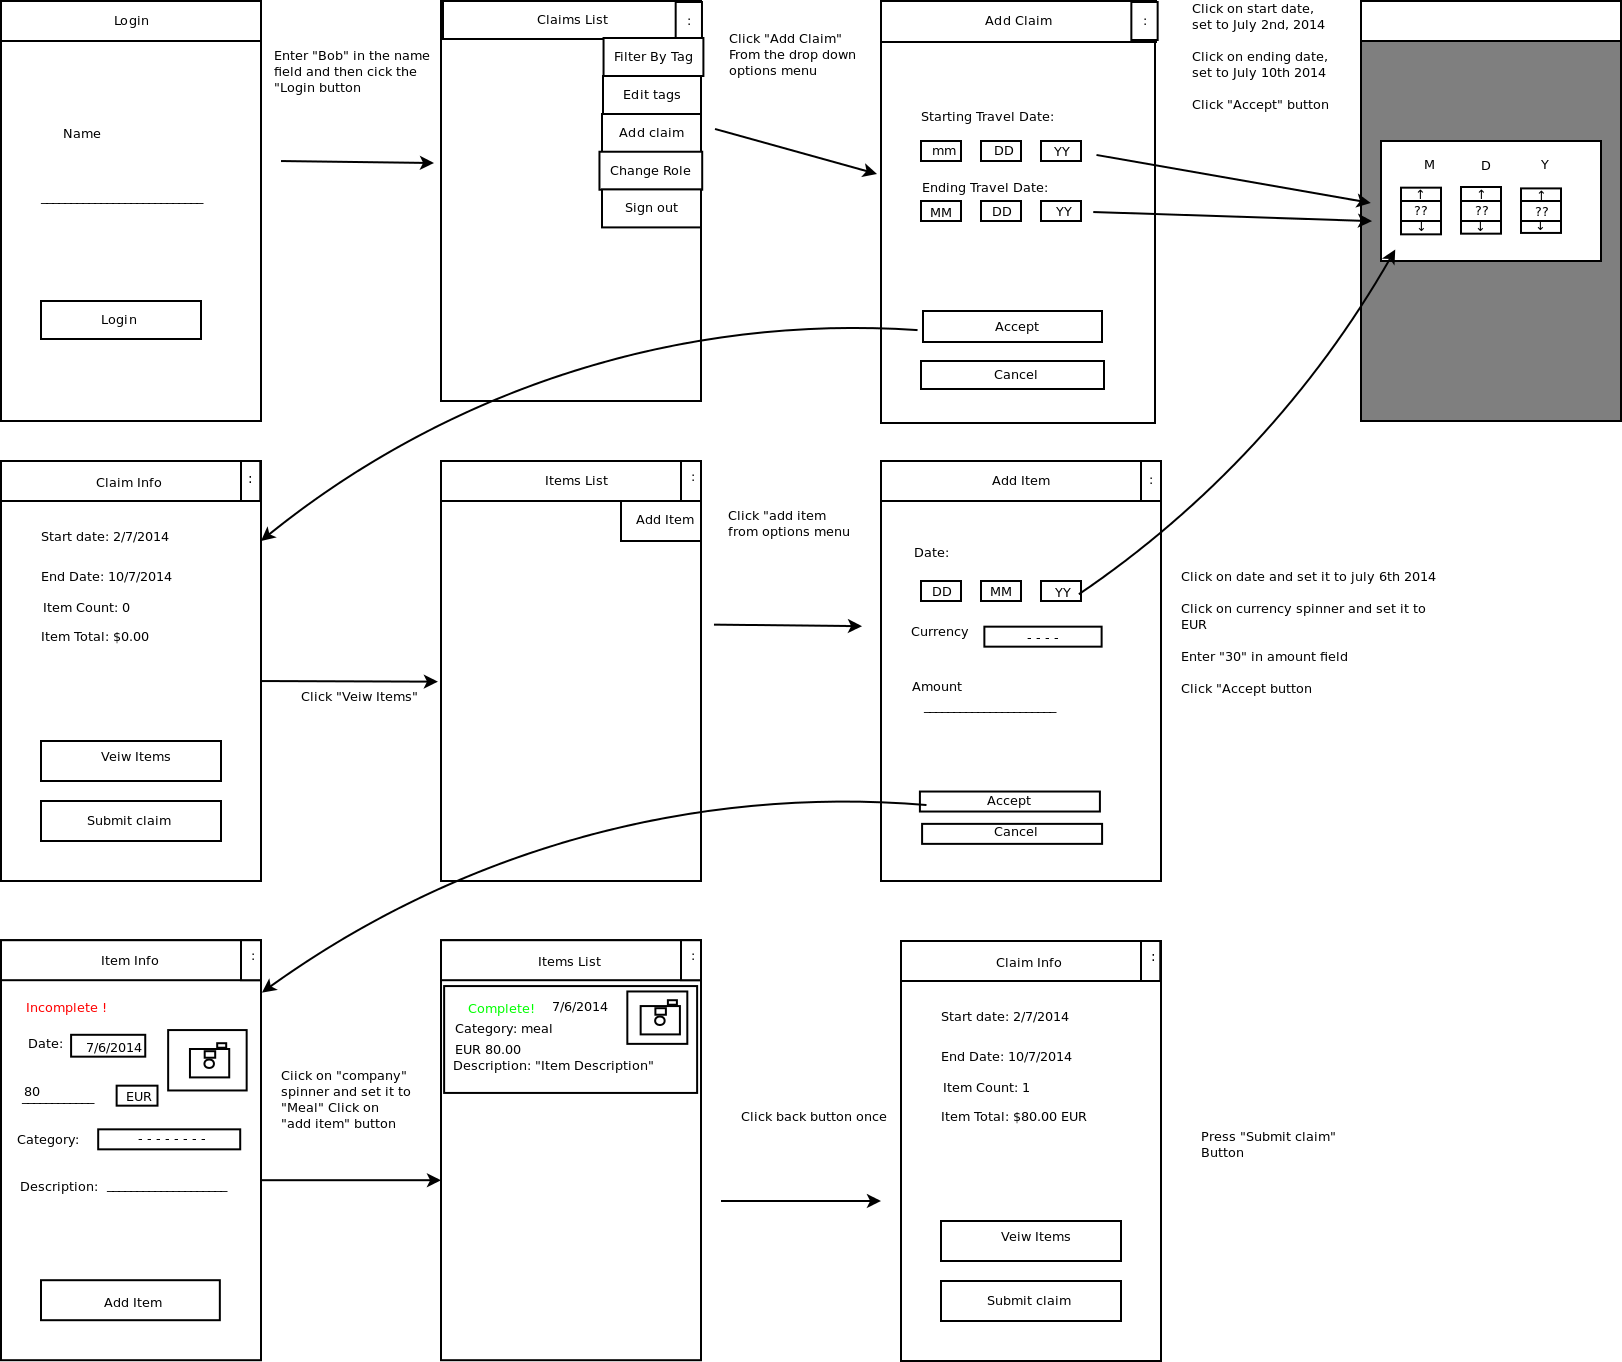 Login
Name
Login
Enter "Bob" in the name
field and then cick the
"Login button
Claims List
:
Filter By Tag
Edit tags
Add claim
Change Role
Sign out
Click "Add Claim"
From the drop down
options menu
Add Claim
:
Starting Travel Date:
mm DD YY
Ending Travel Date:
MM DD YY
Accept
Cancel
Click on start date,
set to July 2nd, 2014
Click on ending date,
set to July 10th 2014
Click "Accept" button
M D Y
↑ ↑ ↑
?? ?? ??
↓ ↓ ↓
Claim Info
:
Start date: 2/7/2014
End Date: 10/7/2014
Item Count: 0
Item Total: $0.00
Veiw Items
Submit claim
Click "Veiw Items"
Items List
:
Add Item
Click "add item
from options menu
Add Item
:
Date:
DD MM YY
Currency - - - -
Amount
Accept
Cancel
Click on date and set it to july 6th 2014
Click on currency spinner and set it to
EUR
Enter "30" in amount field
Click "Accept button
Item Info
:
Incomplete !
Date: 7/6/2014
80 EUR
Category: - - - - - - - -
Description:
Add Item
Ciick on "company"
spinner and set it to
"Meal" Click on
"add item" button
Items List
:
Complete! 7/6/2014
Category: meal
EUR 80.00
Description: "Item Description"
Click back button once
Claim Info
:
Start date: 2/7/2014
End Date: 10/7/2014
Item Count: 1
Item Total: $80.00 EUR
Veiw Items
Submit claim
Press "Submit claim"
Button